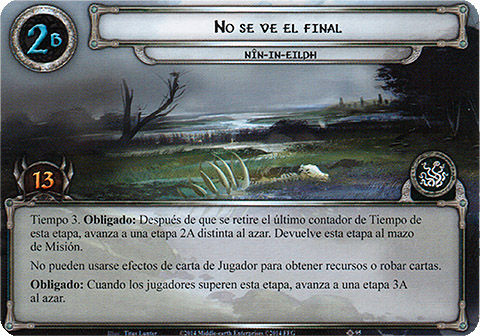 2B
No se ve el final
Nîn-in-Eilph
13
Tiempo 3. Obligado: Después de que se retire el último contador de Tiempo de
esta etapa, avanza a una etapa 2A distinta al azar. Devuelve esta etapa al mazo
de Misión.
No pueden usarse efectos de carta de Jugador para obtener recursos o robar cartas.
Obligado: Cuando los jugadores superen esta etapa, avanza a una etapa 3A
al azar.
Illus. Titus Lunter ©2014 Middle-earth Enterprises ©2014 FFG 95